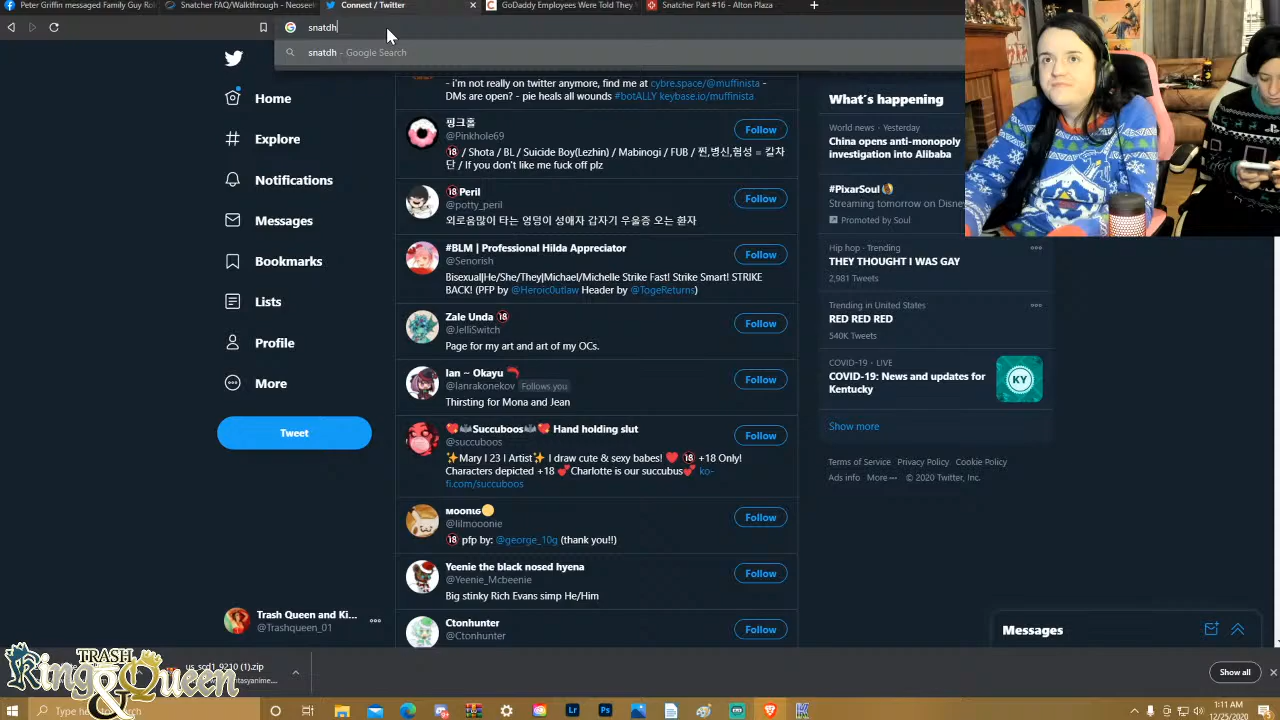 Peter Griffin messaged Family Guy Rol
Snatcher FAQ/Walkthrough - Neoseek
Connect / Twitter
GoDaddy Employees Were Told They
Snatcher Part #16 - Alton Plaza
snatdh
snatdh - Google Search
Home
Explore
Notifications
Messages
Bookmarks
Lists
Profile
More
Tweet
Trash Queen and Ki...
@Trashqueen_01
- i'm not really on twitter anymore, find me at cybre.space/@muffinista -
DMs are open? - pie heals all wounds #botALLY keybase.io/muffinista
핑크홀
@Pinkhole69
Follow
🔞 / Shota / BL / Suicide Boy(Lezhin) / Mabinogi / FUB / 찐,병신,혐성 = 칼차
단 / If you don't like me fuck off plz
🔞 Peril
@potty_peril
Follow
외로음많이 타는 엉덩이 성애자 갑자기 우울증 오는 환자
#BLM | Professional Hilda Appreciator
@Senorish
Follow
Bisexual|He/She/They|Michael/Michelle Strike Fast! Strike Smart! STRIKE
BACK! (PFP by @Heroic0utlaw Header by @TogeReturns)
Zale Unda 🔞
@JelliSwitch
Follow
Page for my art and art of my OCs.
Ian ~ Okayu
@Ianrakonekov Follows you
Follow
Thirsting for Mona and Jean
❤️🦇Succuboos🦇❤️ Hand holding slut
@succuboos
Follow
✨Mary I 23 I Artist✨ I draw cute & sexy babes! ❤️ 🔞 +18 Only!
Characters depicted +18 💕Charlotte is our succubus💕 ko-
fi.com/succuboos
ᴍoonıɢ
@lilmooonie
Follow
🔞 pfp by: @george_10g (thank you!!)
Yeenie the black nosed hyena
@Yeenie_Mcbeenie
Follow
Big stinky Rich Evans simp He/Him
Ctonhunter
@Ctonhunter
Follow
What's happening
World news · Yesterday
China opens anti-monopoly
investigation into Alibaba
#PixarSoul
Streaming tomorrow on Disne
Promoted by Soul
Hip hop · Trending
THEY THOUGHT I WAS GAY
2,981 Tweets
Trending in United States
RED RED RED
540K Tweets
COVID-19 · LIVE
COVID-19: News and updates for
Kentucky
KY
Show more
Terms of Service Privacy Policy Cookie Policy
Ads info More ··· © 2020 Twitter, Inc.
Messages
TRASH
King & Queen
us_scd1_9210 (1).zip
ntasyanime...
Show all
Type here to search
1:11 AM
12/25/2020